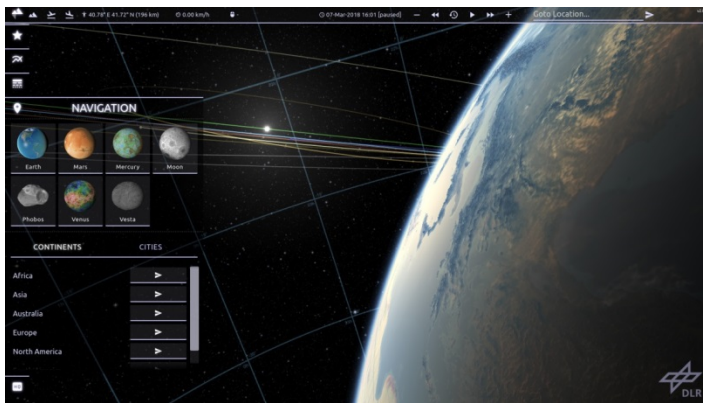 40.78° E 41.72° N (196 km)
0.00 km/h
07-Mar-2018 16:01 [paused]
Goto Location...
NAVIGATION
Earth
Mars
Mercury
Moon
Phobos
Venus
Vesta
CONTINENTS
CITIES
Africa
Asia
Australia
Europe
North America
DLR